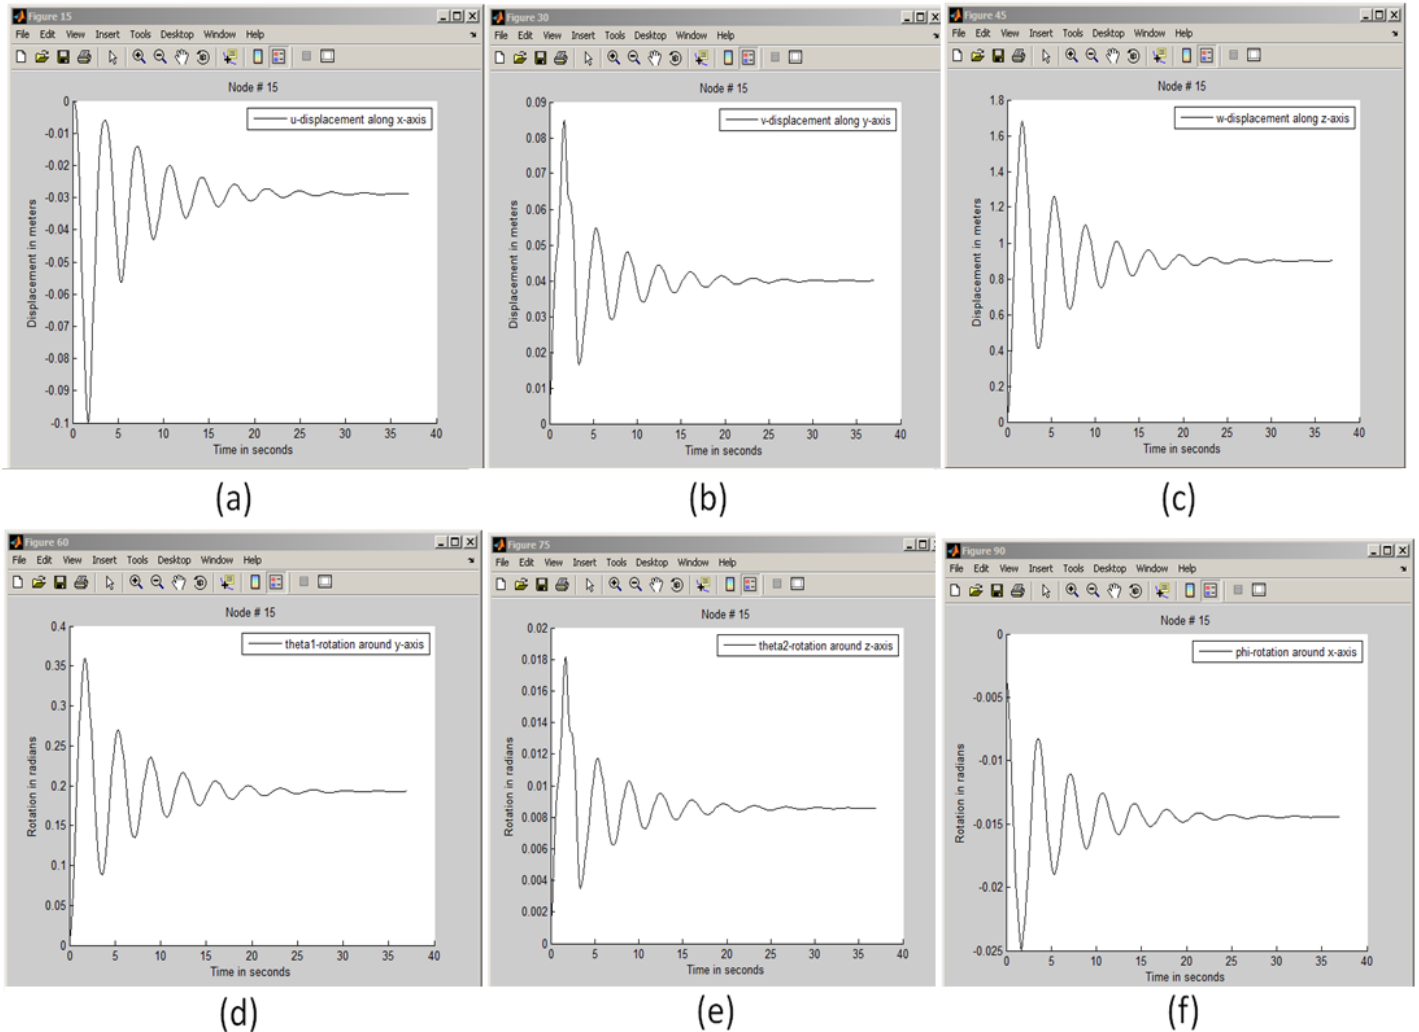 Figure 15
File Edit View Insert Tools Desktop Window Help
Node # 15
u-displacement along x-axis
Displacement in meters
0
-0.01
-0.02
-0.03
-0.04
-0.05
-0.06
-0.07
-0.08
-0.09
-0.1
0 5 10 15 20 25 30 35 40
Time in seconds
(a)
Figure 30
File Edit View Insert Tools Desktop Window Help
Node # 15
v-displacement along y-axis
Displacement in meters
0.09
0.08
0.07
0.06
0.05
0.04
0.03
0.02
0.01
0
0 5 10 15 20 25 30 35 40
Time in seconds
(b)
Figure 45
File Edit View Insert Tools Desktop Window Help
Node # 15
w-displacement along z-axis
Displacement in meters
1.8
1.6
1.4
1.2
1
0.8
0.6
0.4
0.2
0
0 5 10 15 20 25 30 35 40
Time in seconds
(c)
Figure 60
File Edit View Insert Tools Desktop Window Help
Node # 15
theta1-rotation around y-axis
Rotation in radians
0.4
0.35
0.3
0.25
0.2
0.15
0.1
0.05
0
0 5 10 15 20 25 30 35 40
Time in seconds
(d)
Figure 75
File Edit View Insert Tools Desktop Window Help
Node # 15
theta2-rotation around z-axis
Rotation in radians
0.02
0.018
0.016
0.014
0.012
0.01
0.008
0.006
0.004
0.002
0
0 5 10 15 20 25 30 35 40
Time in seconds
(e)
Figure 90
File Edit View Insert Tools Desktop Window Help
Node # 15
phi-rotation around x-axis
Rotation in radians
0
-0.005
-0.01
-0.015
-0.02
-0.025
0 5 10 15 20 25 30 35 40
Time in seconds
(f)